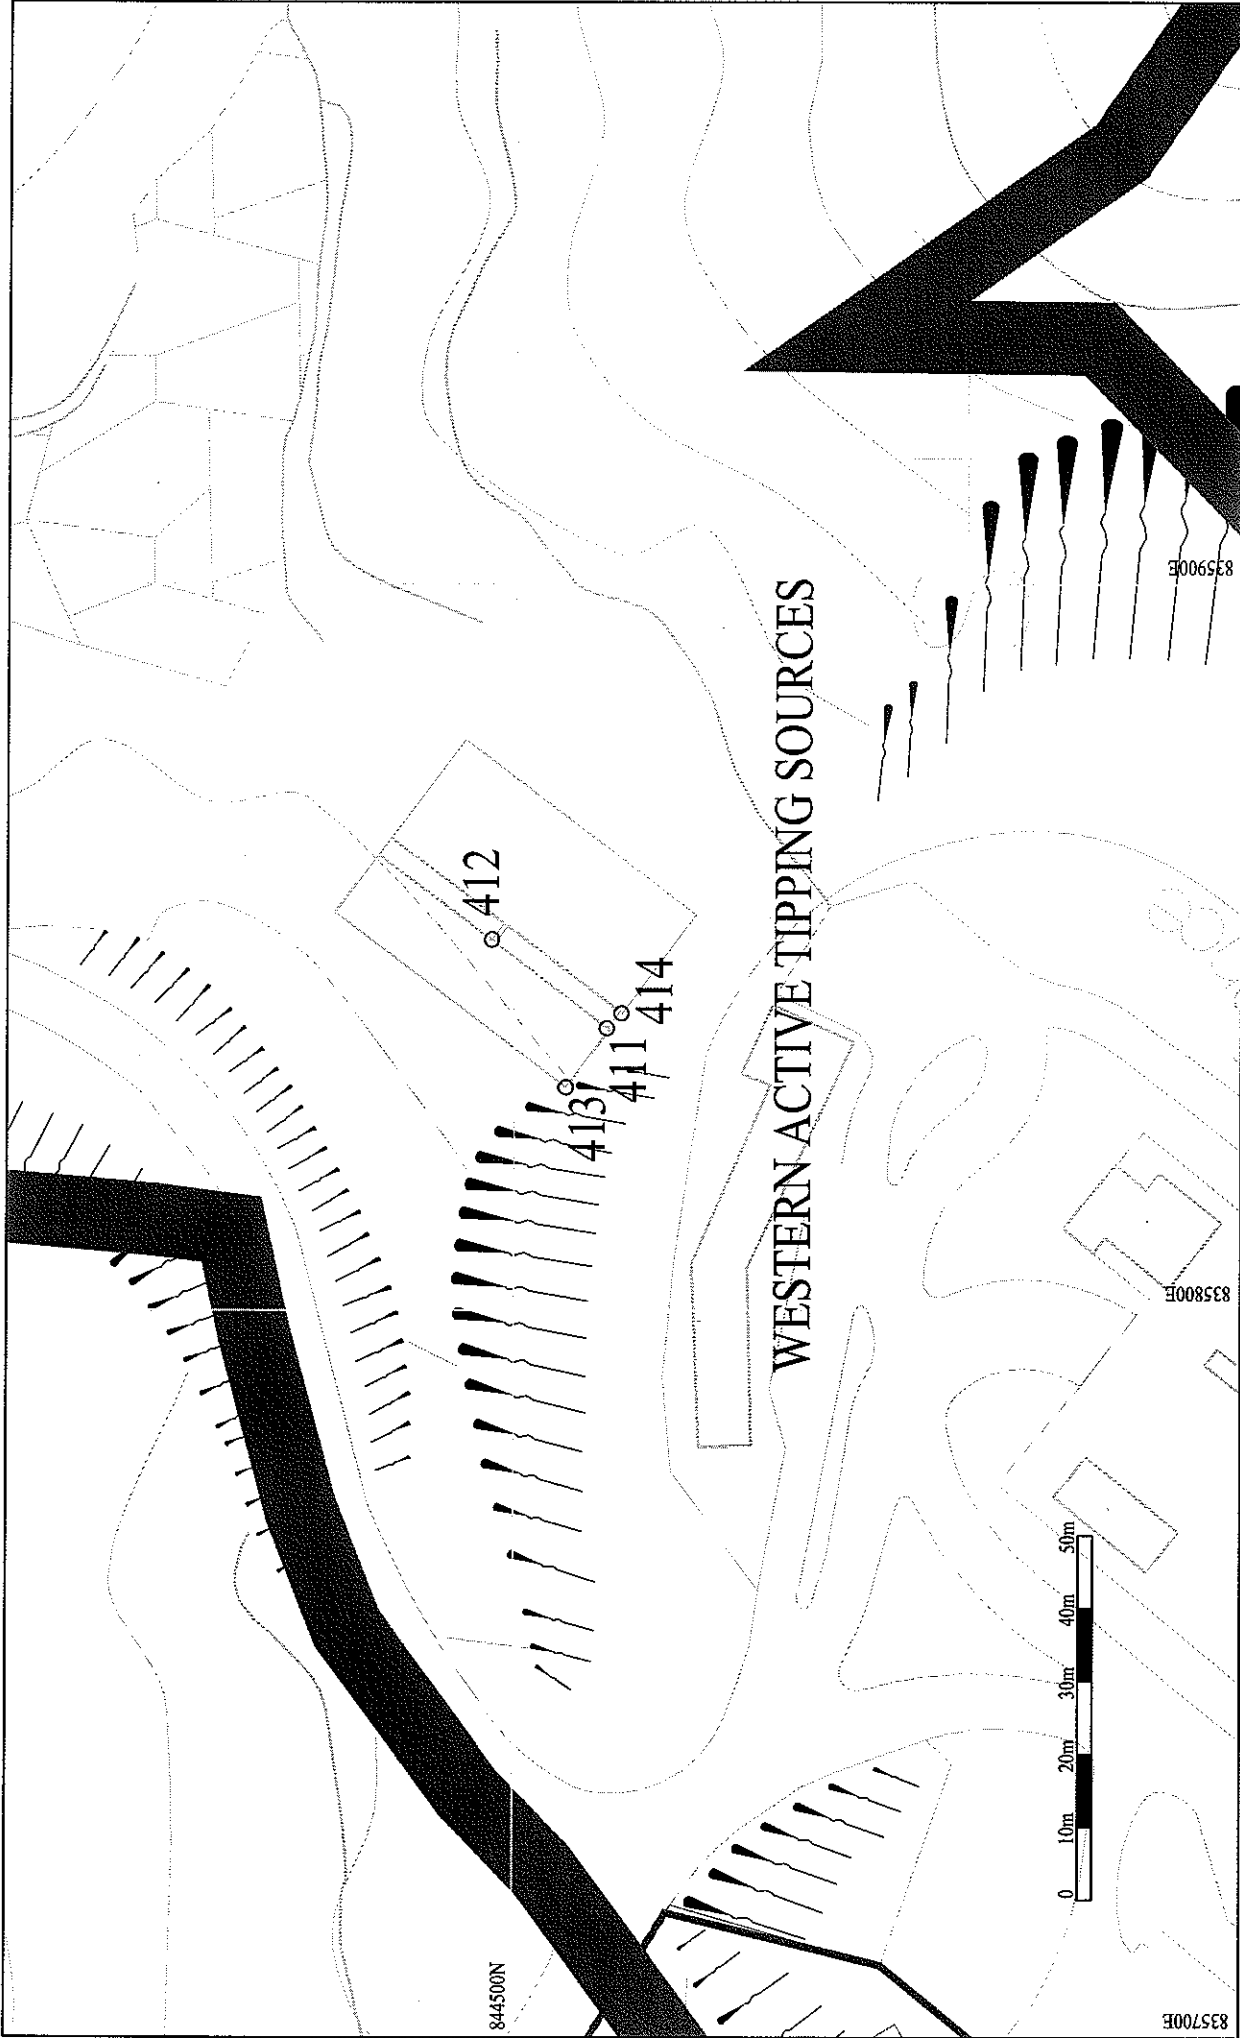 412
414
411
413
WESTERN ACTIVE TIPPING SOURCES
835900E
835800E
835700E
844500N
0 10m 20m 30m 40m 50m